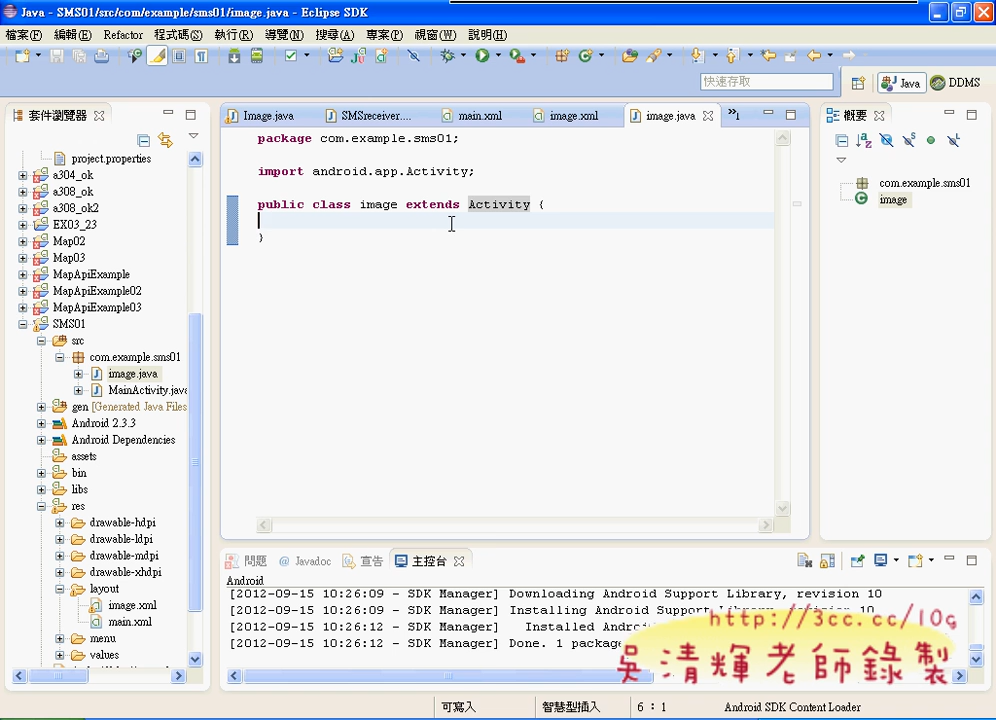 Java - SMS01/src/com/example/sms01/image.java - Eclipse SDK
檔案(F) 編輯(E) Refactor 程式碼(S) 執行(R) 導覽(N) 搜尋(A) 專案(P) 視窗(W) 說明(H)
快速存取
Java DDMS
套件瀏覽器
Image.java SMSreceiver.... main.xml image.xml image.java »1
概要
project.properties
a304_ok
a308_ok
a308_ok2
EX03_23
Map02
Map03
MapApiExample
MapApiExample02
MapApiExample03
SMS01
src
com.example.sms01
image.java
MainActivity.java
gen [Generated Java Files
Android 2.3.3
Android Dependencies
assets
bin
libs
res
drawable-hdpi
drawable-ldpi
drawable-mdpi
drawable-xhdpi
layout
image.xml
main.xml
menu
values
package com.example.sms01;
import android.app.Activity;
public class image extends Activity {
}
com.example.sms01
image
問題 Javadoc 宣告 主控台
Android
[2012-09-15 10:26:09 - SDK Manager] Downloading Android Support Library, revision 10
[2012-09-15 10:26:09 - SDK Manager] Installing Android Support Library, revision 10
[2012-09-15 10:26:12 - SDK Manager] Installed
[2012-09-15 10:26:12 - SDK Manager] Done. 1 package
http://3cc.cc/10g
吳清輝老師錄製
可寫入 智慧型插入 6 : 1 Android SDK Content Loader